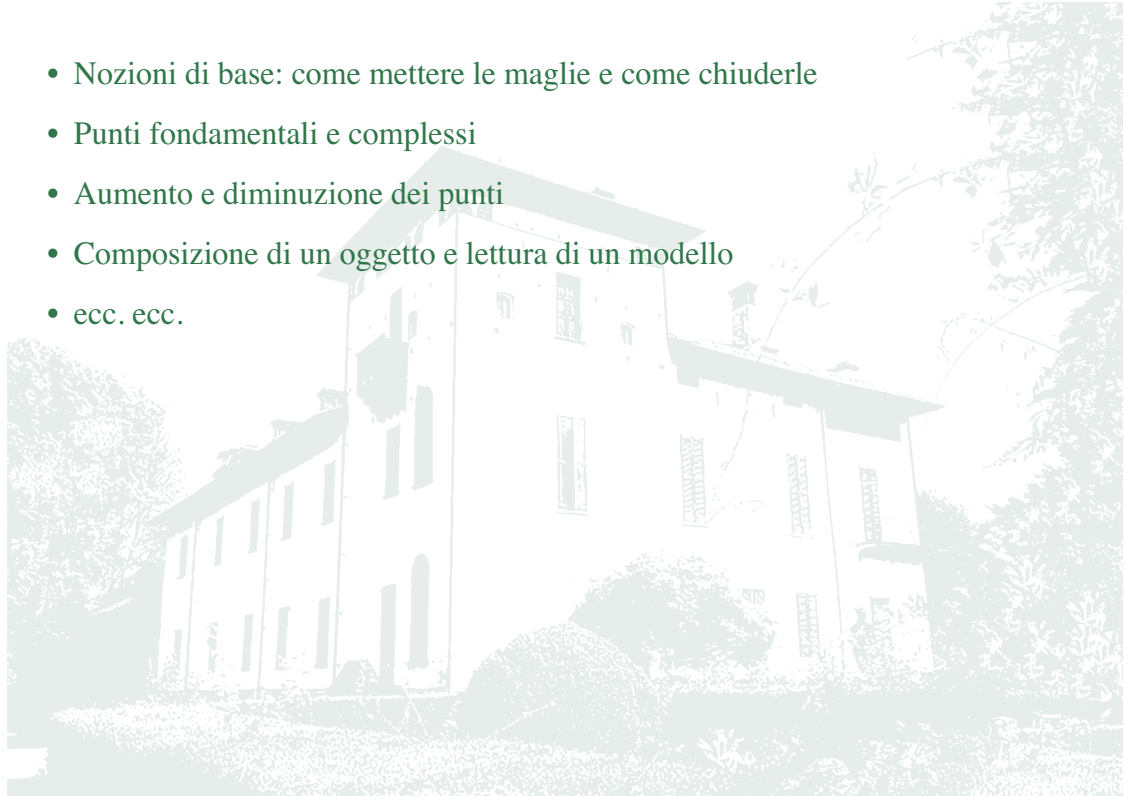 • Nozioni di base: come mettere le maglie e come chiuderle
• Punti fondamentali e complessi
• Aumento e diminuzione dei punti
• Composizione di un oggetto e lettura di un modello
• ecc. ecc.